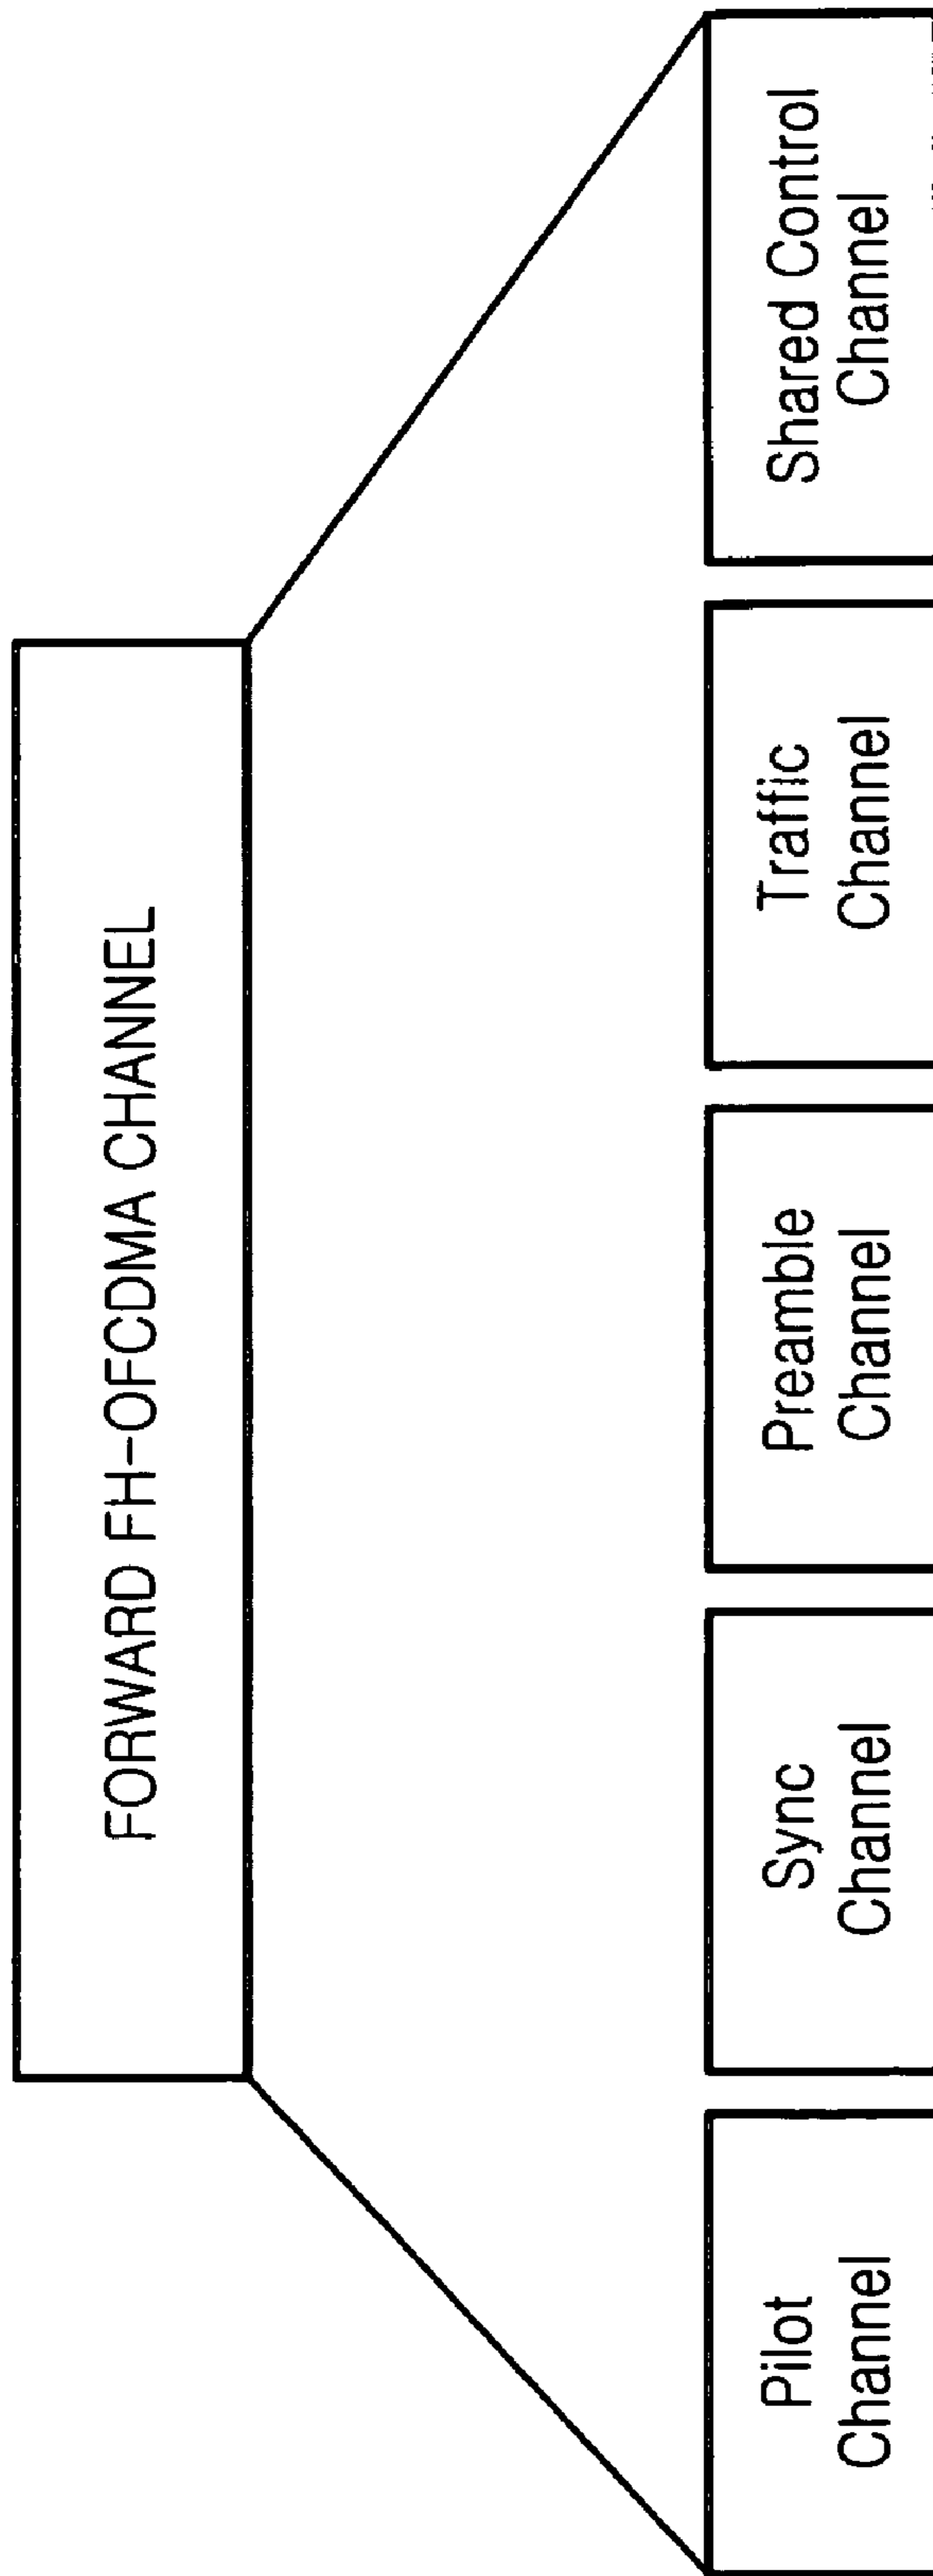 FORWARD FH-OFCDMA CHANNEL
Pilot
Channel
Sync
Channel
Preamble
Channel
Traffic
Channel
Shared Control
Channel